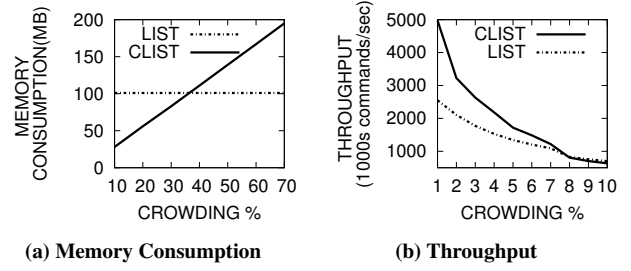 MEMORY
CONSUMPTION(MB)
200
150
100
50
0
LIST
CLIST
10 20 30 40 50 60 70
CROWDING %
(a) Memory Consumption
THROUGHPUT
(1000s commands/sec)
5000
4000
3000
2000
1000
CLIST
LIST
1 2 3 4 5 6 7 8 9 10
CROWDING %
(b) Throughput